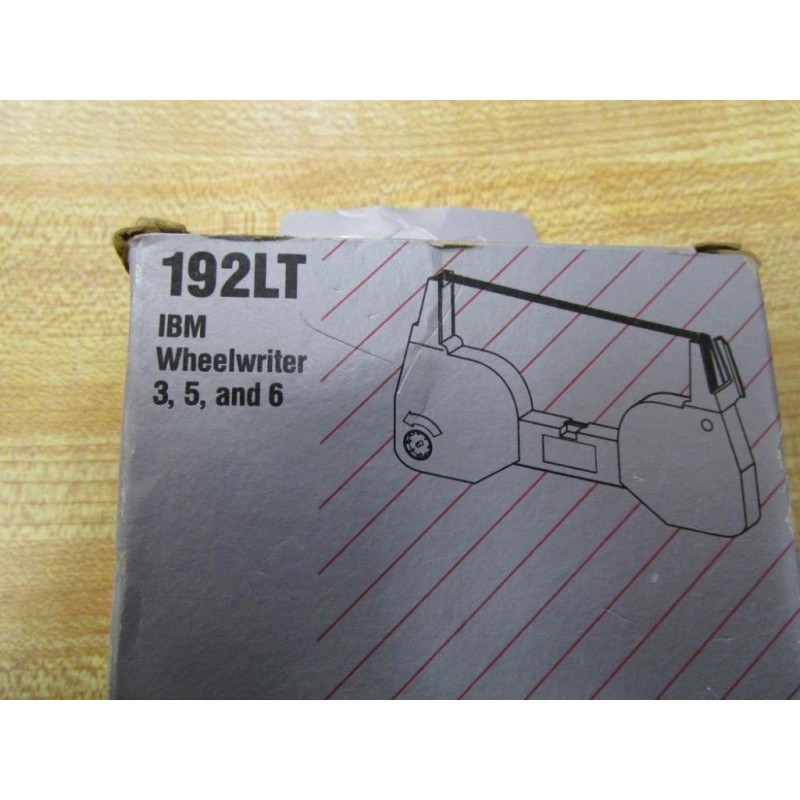 192LT
IBM
Wheelwriter
3, 5, and 6